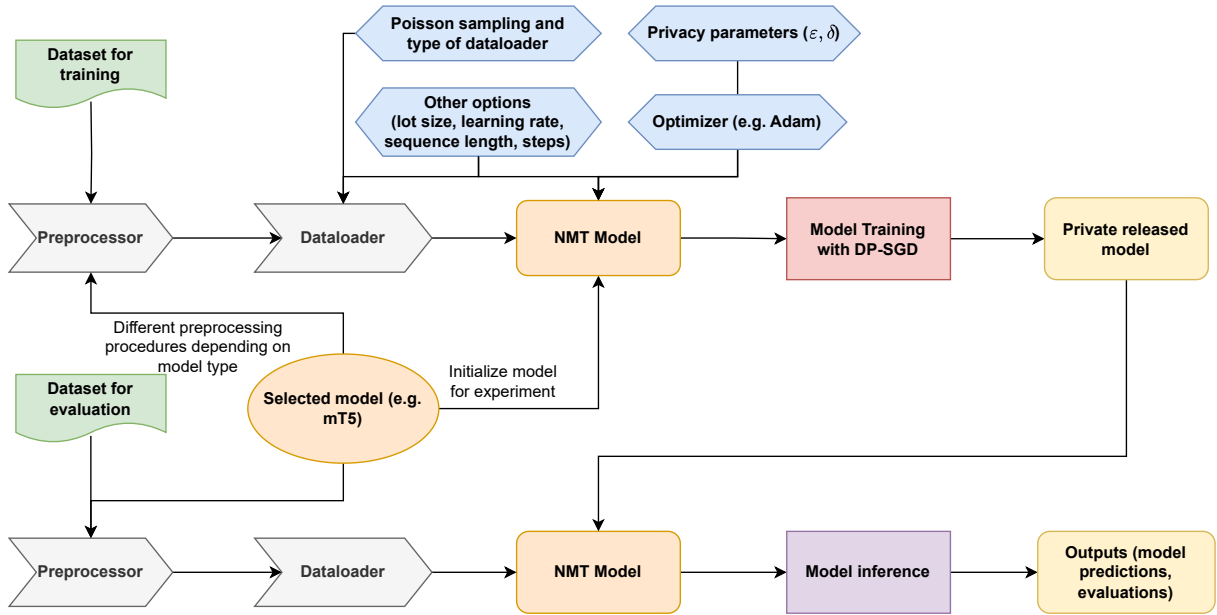 Poisson sampling and
type of dataloader
Privacy parameters (ε, δ)
Dataset for
training
Other options
(lot size, learning rate,
sequence length, steps)
Optimizer (e.g. Adam)
Preprocessor
Dataloader
NMT Model
Model Training
with DP-SGD
Private released
model
Different preprocessing
procedures depending on
model type
Initialize model
for experiment
Dataset for
evaluation
Selected model (e.g.
mT5)
Preprocessor
Dataloader
NMT Model
Model inference
Outputs (model
predictions,
evaluations)